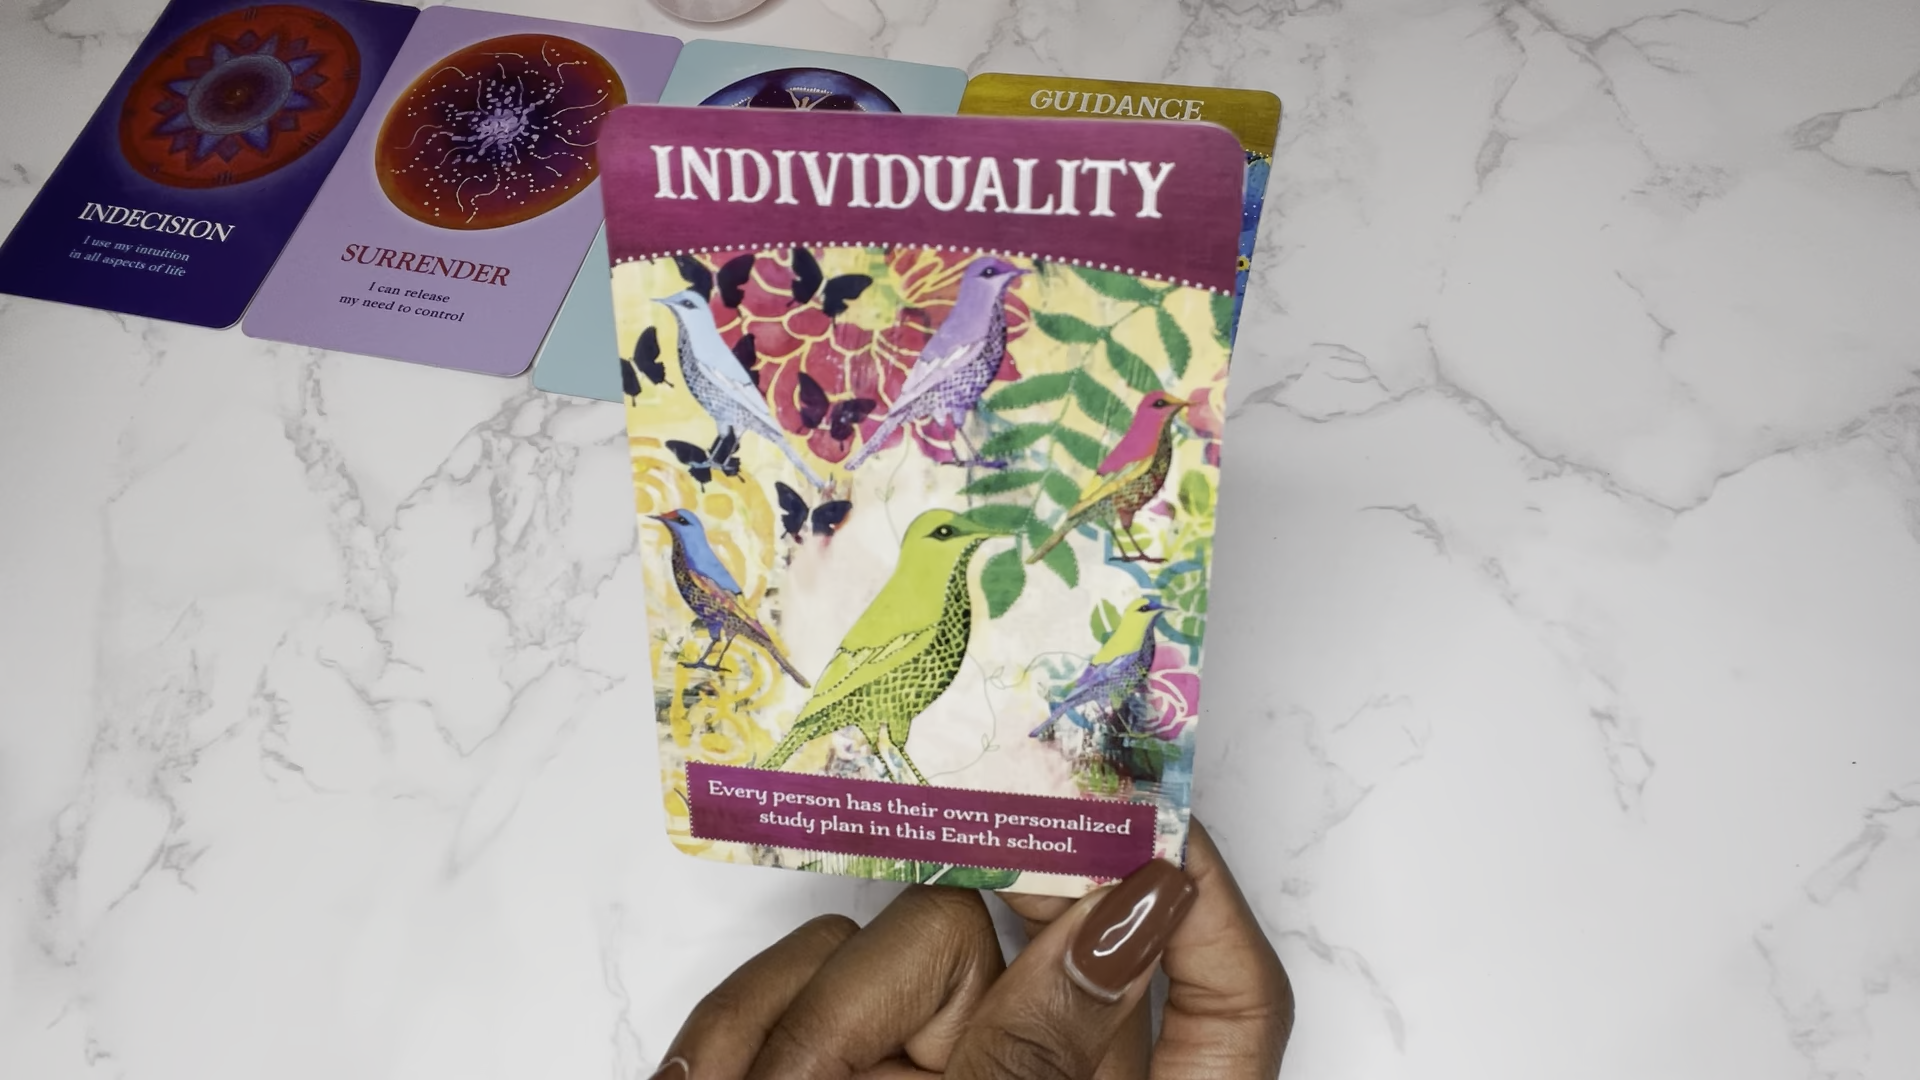 INDECISION
I use my intuition
in all aspects of life
SURRENDER
I can release
my need to control
GUIDANCE
INDIVIDUALITY
Every person has their own personalized
study plan in this Earth school.